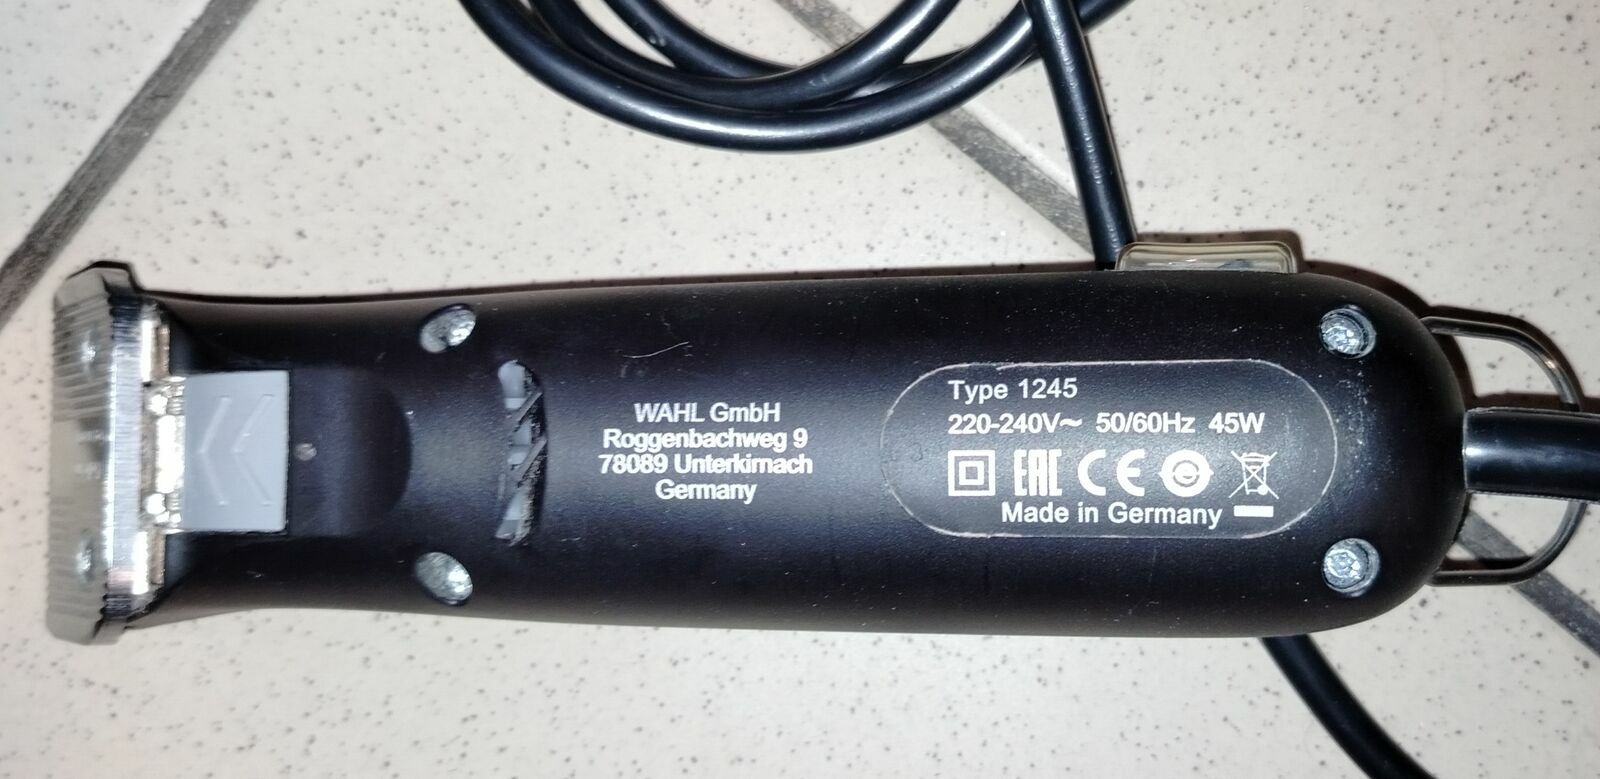 WAHL GmbH
Roggenbachweg 9
78089 Unterkirnach
Germany
Type 1245
220-240V~ 50/60Hz 45W
EAC CE
Made in Germany